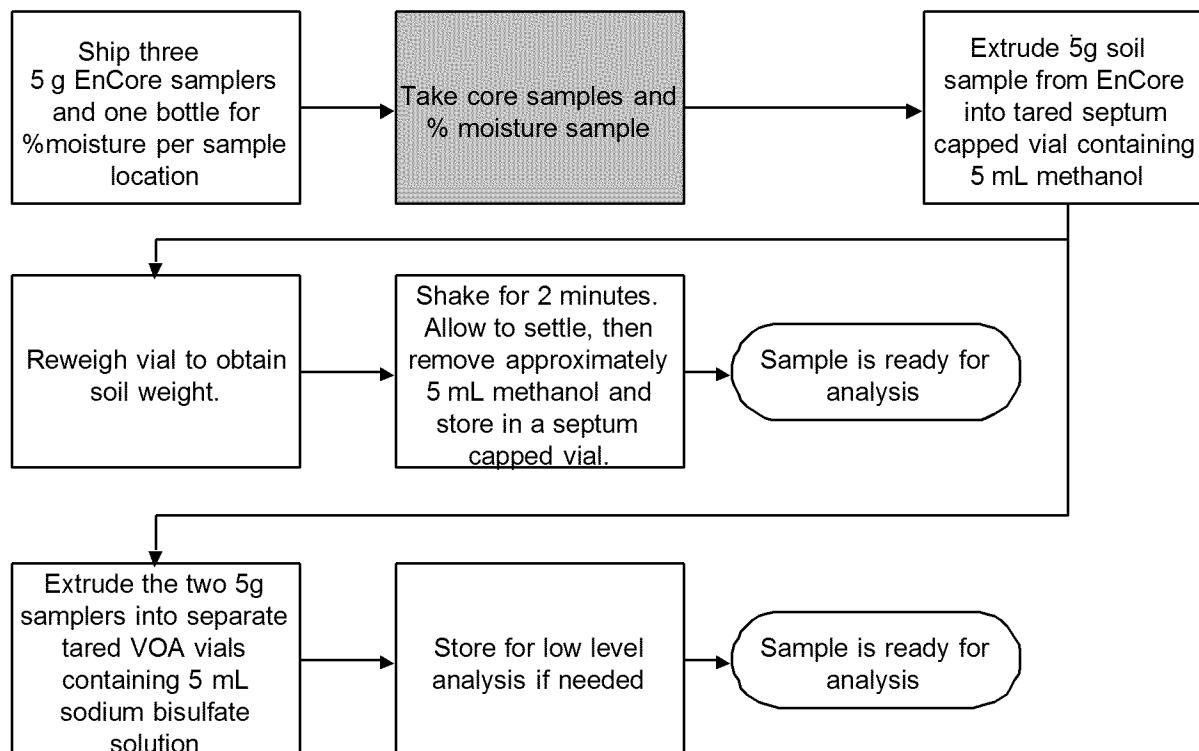 Ship three
5 g EnCore samplers
and one bottle for
%moisture per sample
location
Take core samples and
% moisture sample
Extrude 5g soil
sample from EnCore
into tared septum
capped vial containing
5 mL methanol
Reweigh vial to obtain
soil weight.
Shake for 2 minutes.
Allow to settle, then
remove approximately
5 mL methanol and
store in a septum
capped vial.
Sample is ready for
analysis
Extrude the two 5g
samplers into separate
tared VOA vials
containing 5 mL
sodium bisulfate
solution
Store for low level
analysis if needed
Sample is ready for
analysis